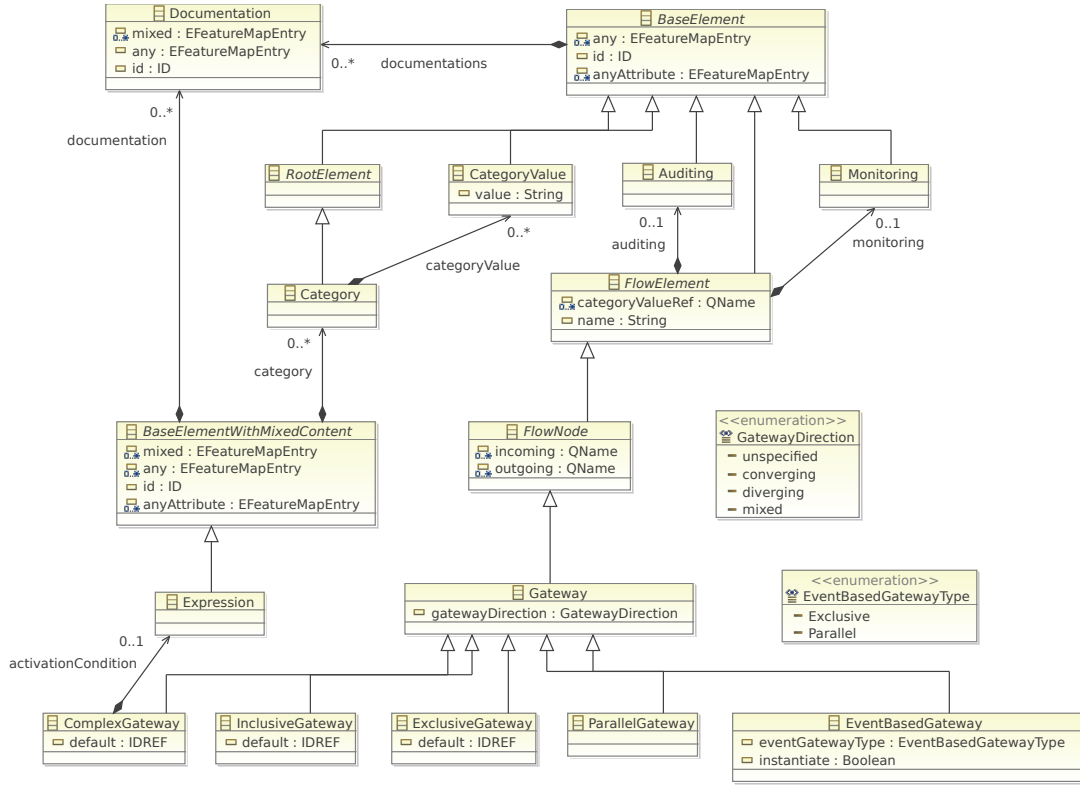 Documentation
mixed : EFeatureMapEntry
any : EFeatureMapEntry
id : ID
BaseElement
any : EFeatureMapEntry
id : ID
anyAttribute : EFeatureMapEntry
0..* documentations
0..*
documentation
RootElement
CategoryValue
value : String
Auditing
Monitoring
0..*
categoryValue
0..1
auditing
0..1
monitoring
Category
FlowElement
categoryValueRef : QName
name : String
0..*
category
BaseElementWithMixedContent
mixed : EFeatureMapEntry
any : EFeatureMapEntry
id : ID
anyAttribute : EFeatureMapEntry
FlowNode
incoming : QName
outgoing : QName
<<enumeration>>
GatewayDirection
unspecified
converging
diverging
mixed
Expression
Gateway
gatewayDirection : GatewayDirection
<<enumeration>>
EventBasedGatewayType
Exclusive
Parallel
0..1
activationCondition
ComplexGateway
default : IDREF
InclusiveGateway
default : IDREF
ExclusiveGateway
default : IDREF
ParallelGateway
EventBasedGateway
eventGatewayType : EventBasedGatewayType
instantiate : Boolean